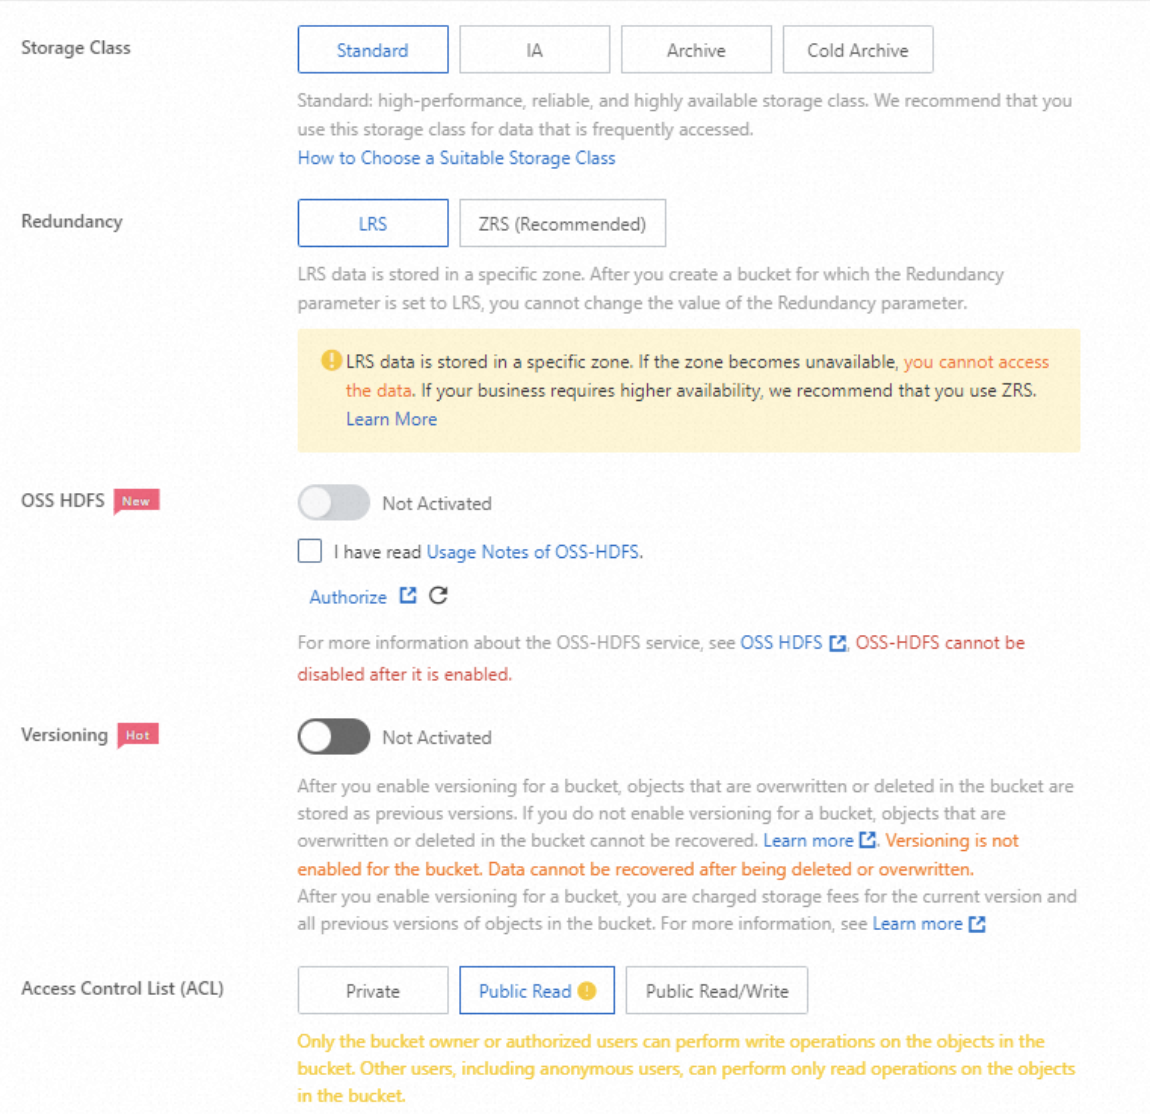 Storage Class
Standard
IA
Archive
Cold Archive
Standard: high-performance, reliable, and highly available storage class. We recommend that you
use this storage class for data that is frequently accessed.
How to Choose a Suitable Storage Class
Redundancy
LRS
ZRS (Recommended)
LRS data is stored in a specific zone. After you create a bucket for which the Redundancy
parameter is set to LRS, you cannot change the value of the Redundancy parameter.
LRS data is stored in a specific zone. If the zone becomes unavailable, you cannot access
the data. If your business requires higher availability, we recommend that you use ZRS.
Learn More
OSS HDFS New
Not Activated
I have read Usage Notes of OSS-HDFS.
Authorize
For more information about the OSS-HDFS service, see OSS HDFS , OSS-HDFS cannot be
disabled after it is enabled.
Versioning Hot
Not Activated
After you enable versioning for a bucket, objects that are overwritten or deleted in the bucket are
stored as previous versions. If you do not enable versioning for a bucket, objects that are
overwritten or deleted in the bucket cannot be recovered. Learn more . Versioning is not
enabled for the bucket. Data cannot be recovered after being deleted or overwritten.
After you enable versioning for a bucket, you are charged storage fees for the current version and
all previous versions of objects in the bucket. For more information, see Learn more
Access Control List (ACL)
Private
Public Read
Public Read/Write
Only the bucket owner or authorized users can perform write operations on the objects in the
bucket. Other users, including anonymous users, can perform only read operations on the objects
in the bucket.